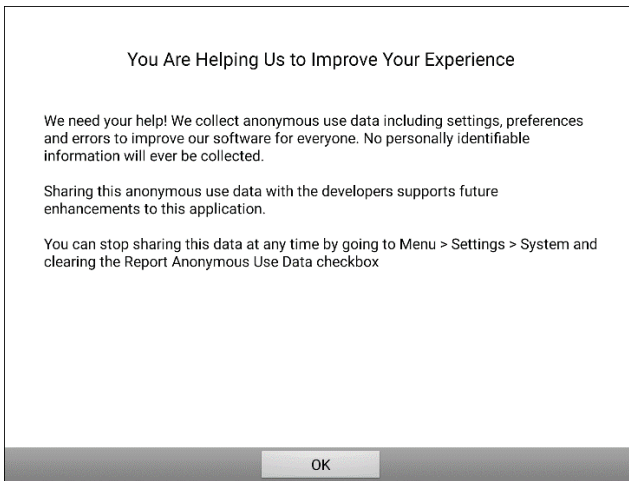 You Are Helping Us to Improve Your Experience
We need your help! We collect anonymous use data including settings, preferences
and errors to improve our software for everyone. No personally identifiable
information will ever be collected.
Sharing this anonymous use data with the developers supports future
enhancements to this application.
You can stop sharing this data at any time by going to Menu > Settings > System and
clearing the Report Anonymous Use Data checkbox
OK